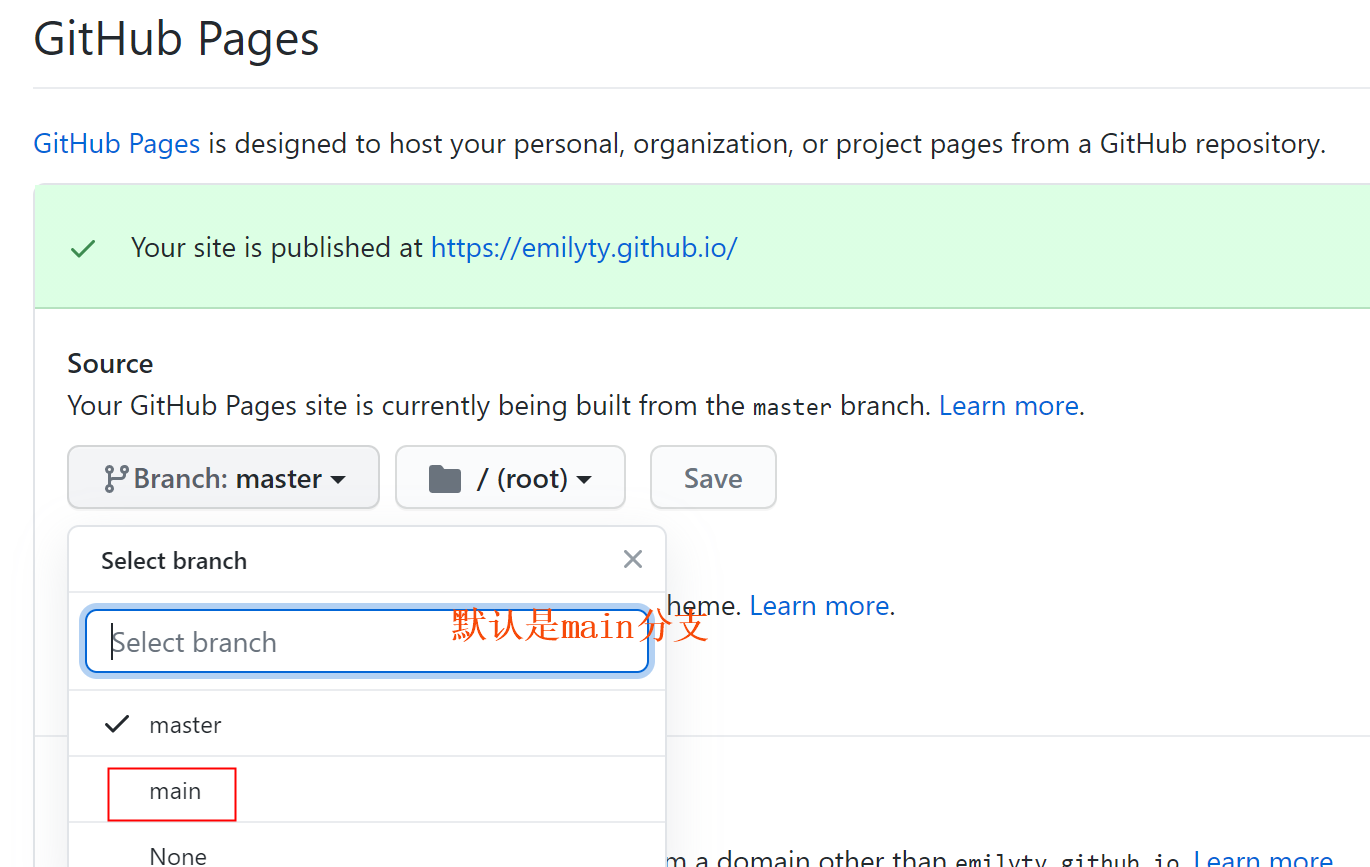 GitHub Pages
GitHub Pages is designed to host your personal, organization, or project pages from a GitHub repository.
Your site is published at https://emilyty.github.io/
Source
Your GitHub Pages site is currently being built from the master branch. Learn more.
Branch: master
/ (root)
Save
Select branch
heme. Learn more.
默认是main分支
Select branch
master
main
None
m a domain other than emilyty.github.io. Learn more.